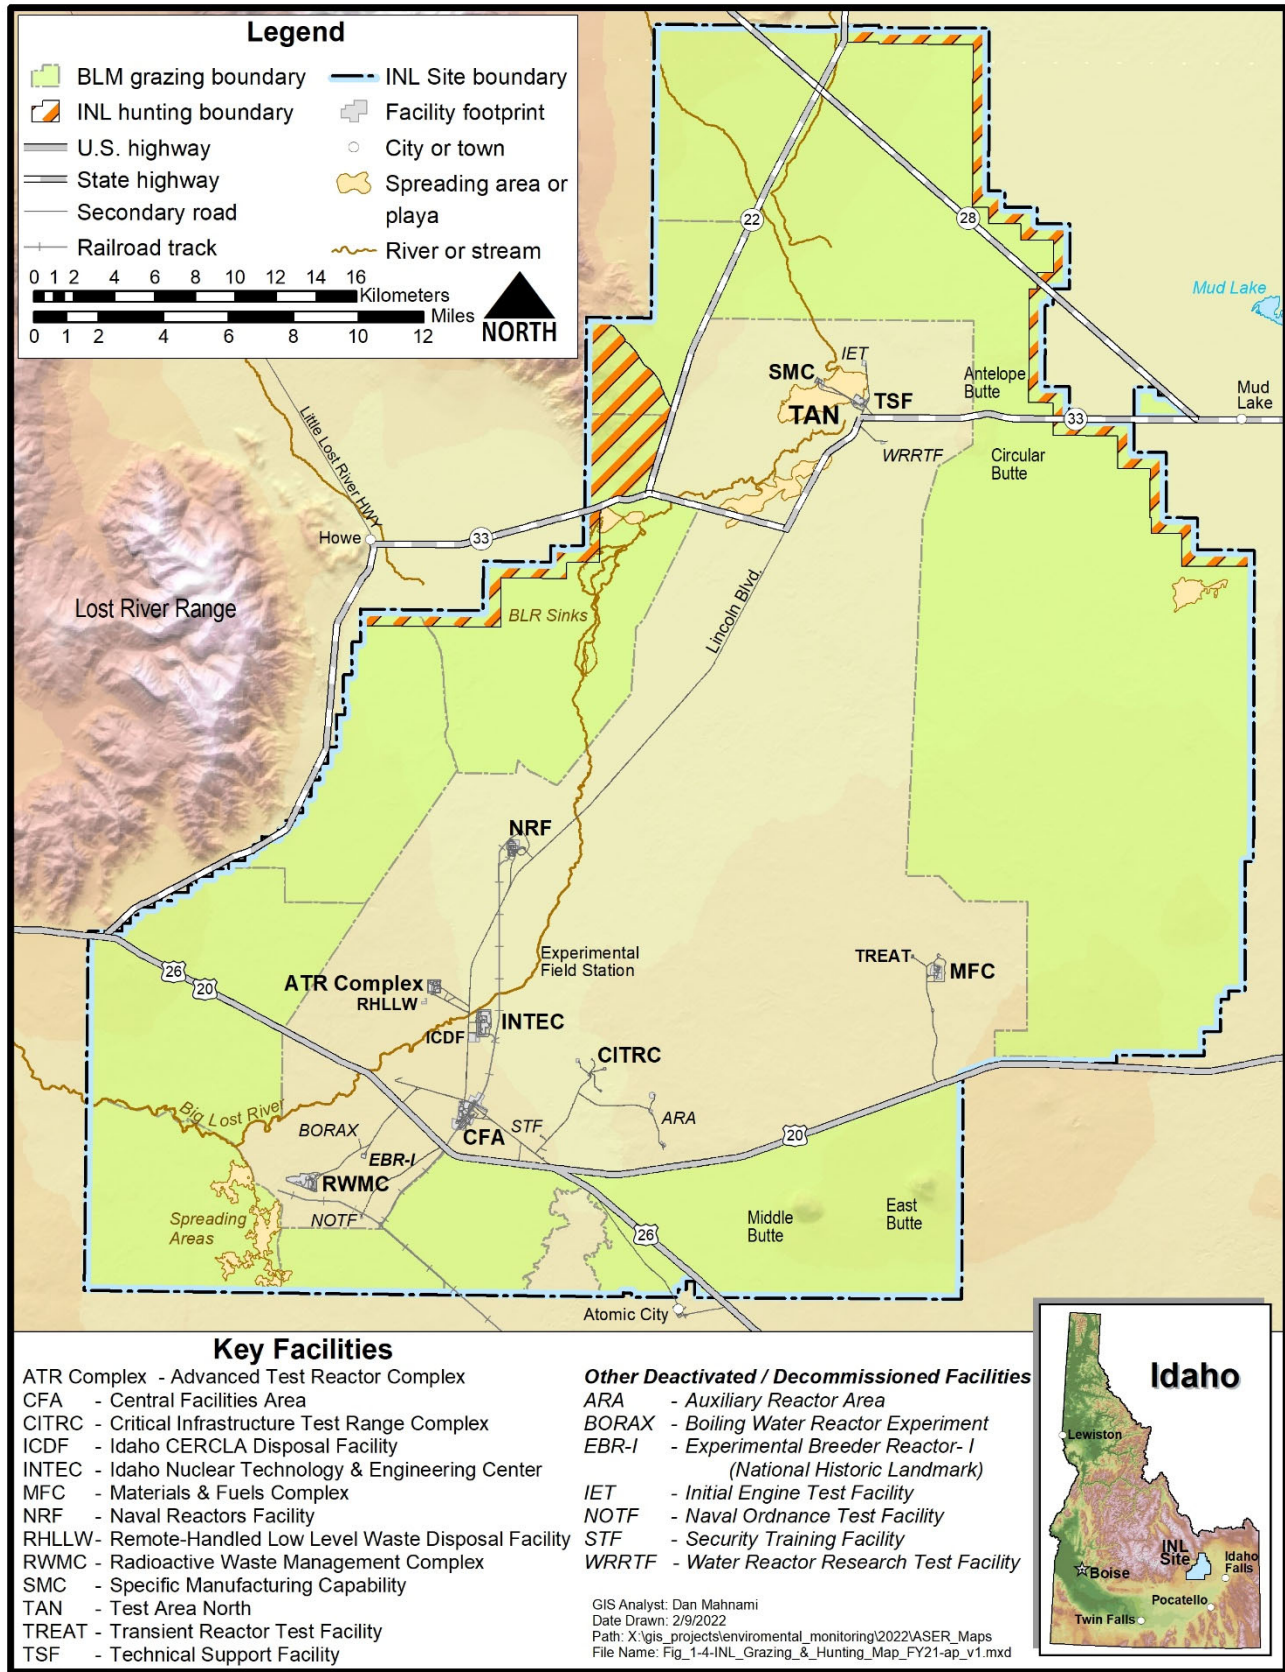 Legend
BLM grazing boundary
INL hunting boundary
U.S. highway
State highway
Secondary road
Railroad track
INL Site boundary
Facility footprint
City or town
Spreading area or
playa
River or stream
0 1 2 4 6 8 10 12 14 16
Kilometers
Miles
0 1 2 4 6 8 10 12
NORTH
22
28
Mud Lake
IET
SMC
TSF
TAN
Antelope
Butte
Mud
Lake
33
WRRTF
Circular
Butte
Little Lost River HWY
Howe
33
Lost River Range
BLR Sinks
Lincoln Blvd.
NRF
Experimental
Field Station
TREAT
MFC
26
20
ATR Complex
RHLLW
INTEC
ICDF
CITRC
Big Lost River
BORAX
STF
ARA
CFA
20
EBR-I
RWMC
NOTF
Spreading
Areas
26
Middle
Butte
East
Butte
Atomic City
Key Facilities
ATR Complex - Advanced Test Reactor Complex
CFA - Central Facilities Area
CITRC - Critical Infrastructure Test Range Complex
ICDF - Idaho CERCLA Disposal Facility
INTEC - Idaho Nuclear Technology & Engineering Center
MFC - Materials & Fuels Complex
NRF - Naval Reactors Facility
RHLLW - Remote-Handled Low Level Waste Disposal Facility
RWMC - Radioactive Waste Management Complex
SMC - Specific Manufacturing Capability
TAN - Test Area North
TREAT - Transient Reactor Test Facility
TSF - Technical Support Facility
Other Deactivated / Decommissioned Facilities
ARA - Auxiliary Reactor Area
BORAX - Boiling Water Reactor Experiment
EBR-I - Experimental Breeder Reactor- I
(National Historic Landmark)
IET - Initial Engine Test Facility
NOTF - Naval Ordnance Test Facility
STF - Security Training Facility
WRRTF - Water Reactor Research Test Facility
GIS Analyst: Dan Mahnami
Date Drawn: 2/9/2022
Path: X:\gis_projects\enviromental_monitoring\2022\ASER_Maps
File Name: Fig_1-4-INL_Grazing_&_Hunting_Map_FY21-ap_v1.mxd
Idaho
Lewiston
INL
Site
Idaho
Falls
Boise
Pocatello
Twin Falls